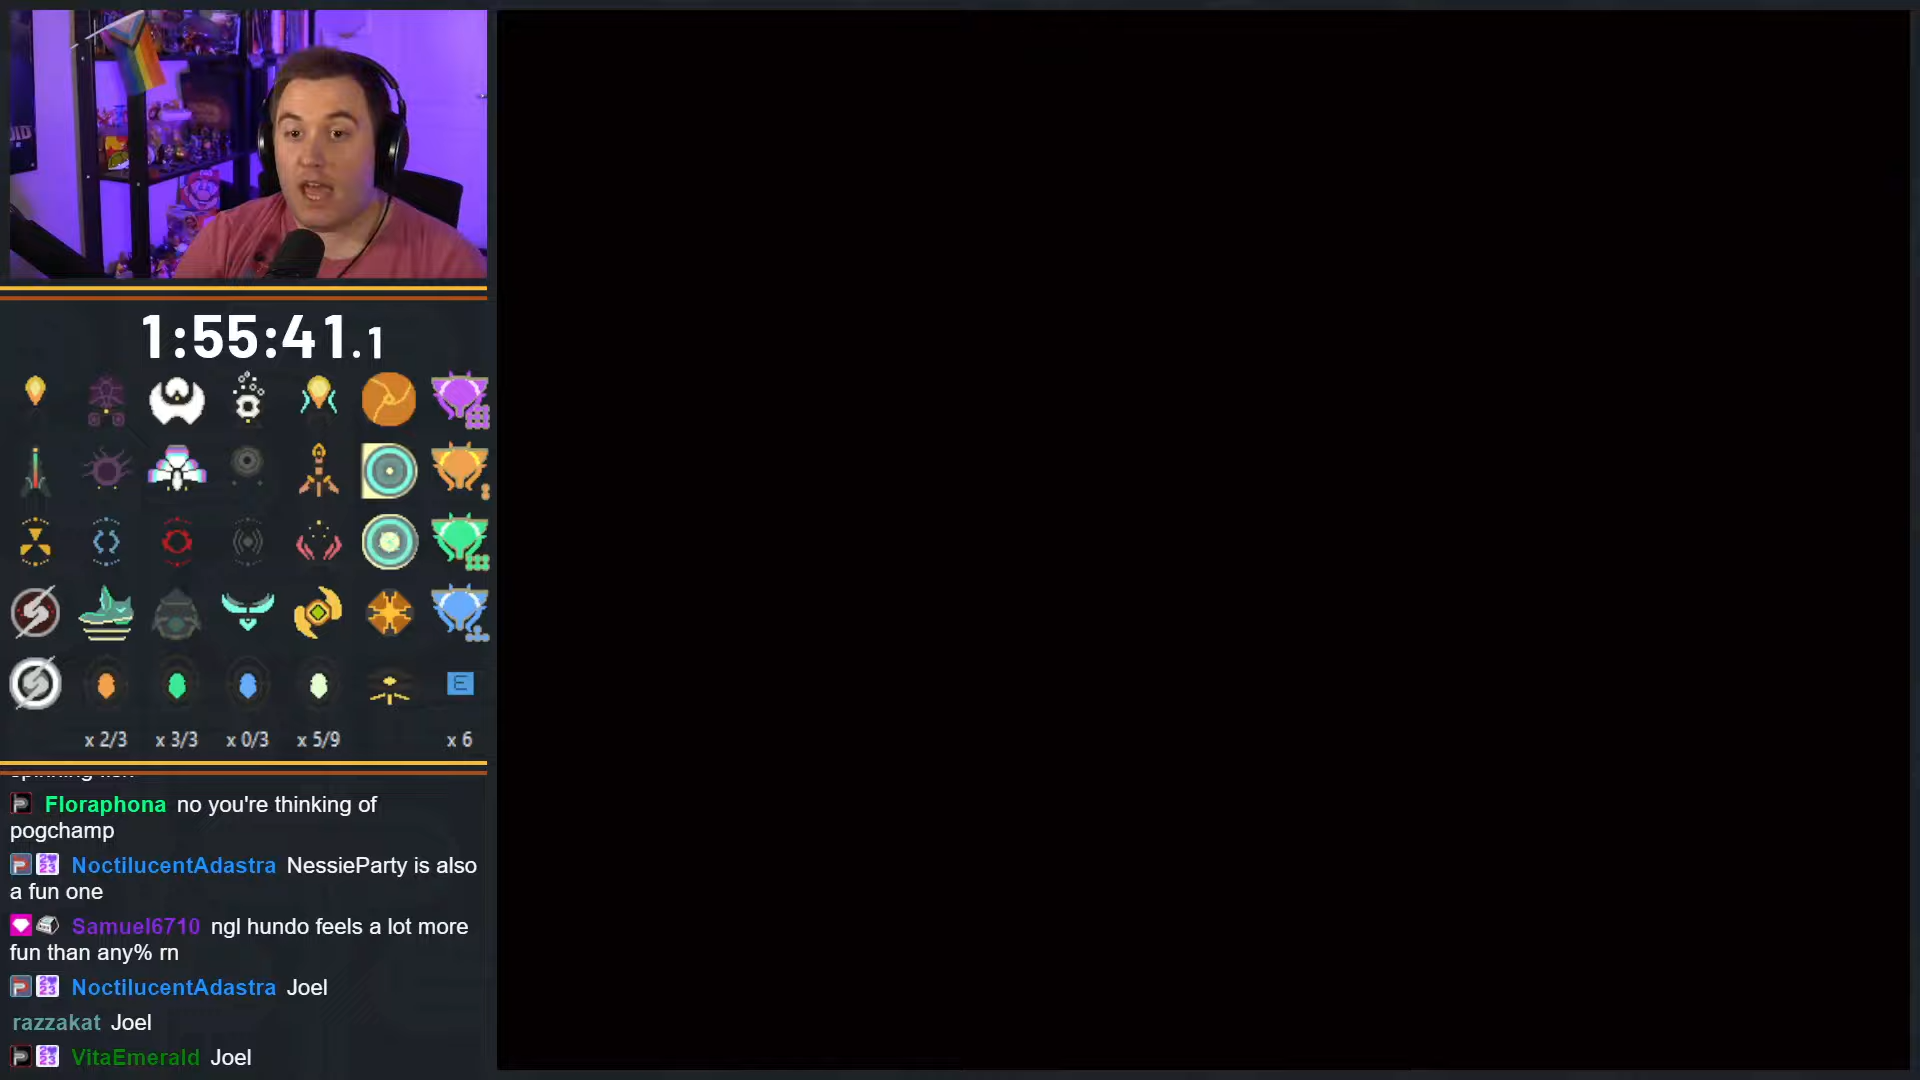 1:55:41.1
E
x 2/3 x 3/3 x 0/3 x 5/9 x 6
Floraphona no you're thinking of
pogchamp
NoctilucentAdastra NessieParty is also
a fun one
Samuel6710 ngl hundo feels a lot more
fun than any% rn
NoctilucentAdastra Joel
razzakat Joel
VitaEmerald Joel